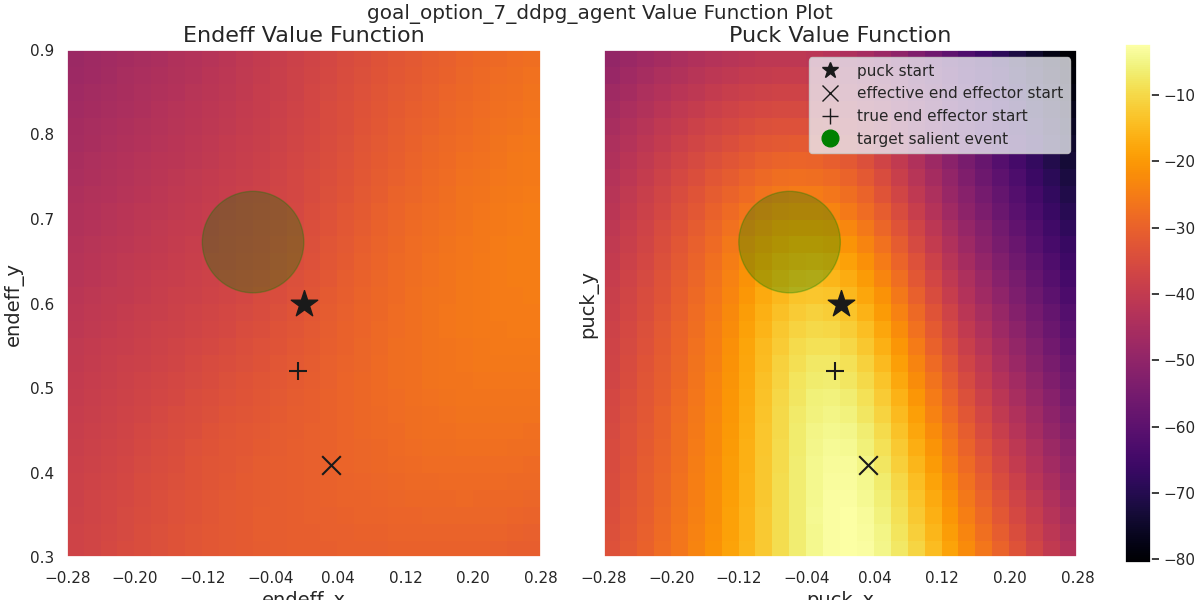 goal_option_7_ddpg_agent Value Function Plot
Endeff Value Function
Puck Value Function
puck start
effective end effector start
true end effector start
target salient event
endeff_y
0.9
0.8
0.7
0.6
0.5
0.4
0.3
−0.28 −0.20 −0.12 −0.04 0.04 0.12 0.20 0.28
endeff_x
puck_y
−0.28 −0.20 −0.12 −0.04 0.04 0.12 0.20 0.28
puck_x
−10
−20
−30
−40
−50
−60
−70
−80